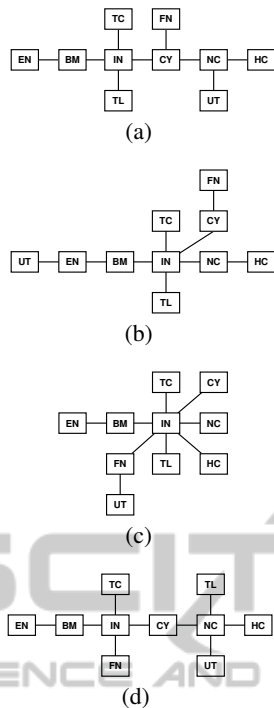 TC FN
EN BM IN CY NC HC
TL UT
(a)
FN
TC CY
UT EN BM IN NC HC
TL
(b)
TC CY
EN BM IN NC
FN TL HC
UT
(c)
TC TL
EN BM IN CY NC HC
FN UT
(d)